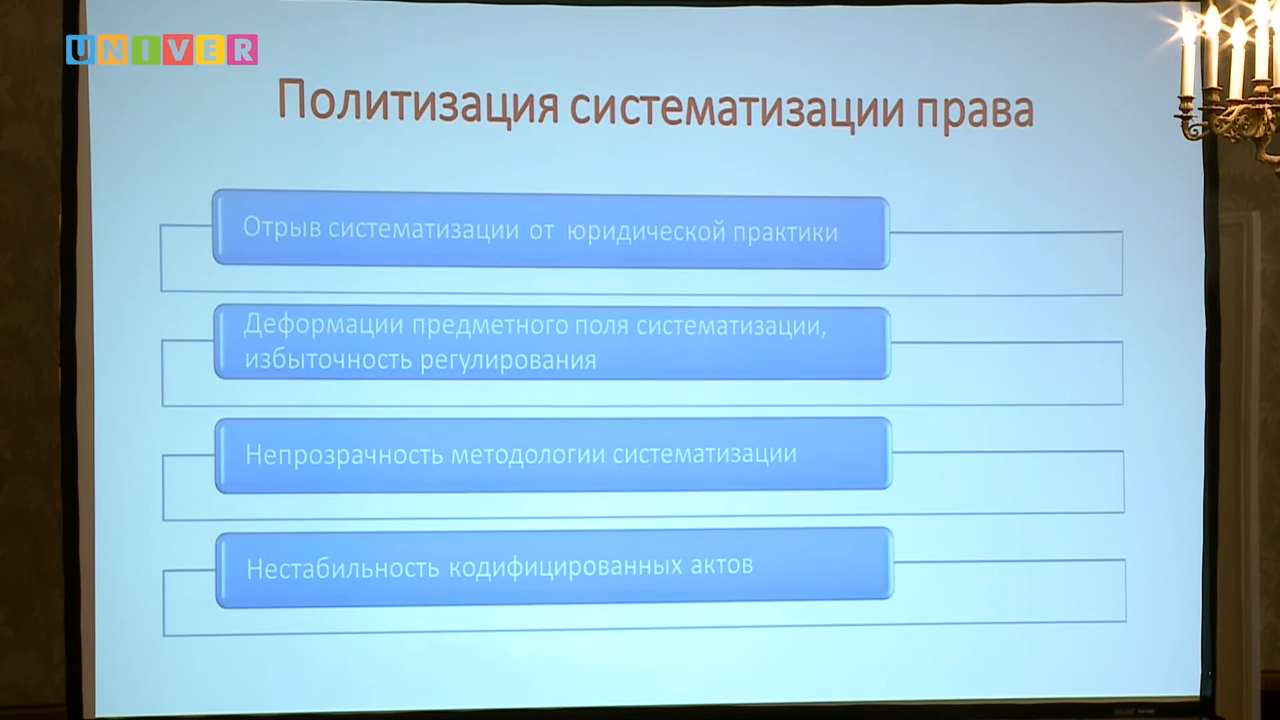 UNIVER
Политизация систематизации права
Отрыв систематизации от юридической практики
Деформации предметного поля систематизации,
избыточность регулирования
Непрозрачность методологии систематизации
Нестабильность кодифицированных актов